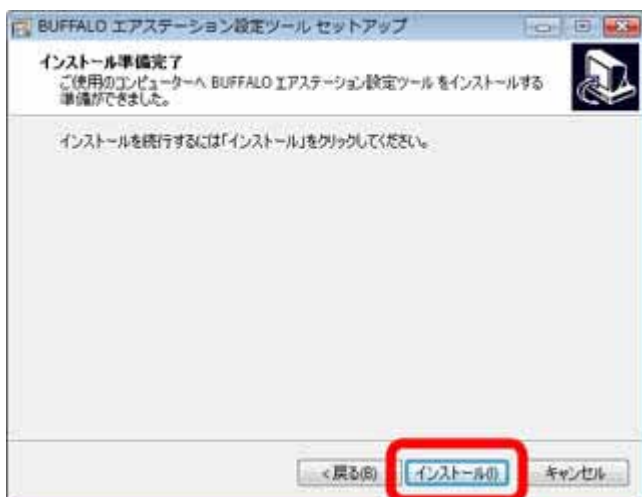 BUFFALO エアステーション設定ツール セットアップ
インストール準備完了
ご使用のコンピューターへ BUFFALO エアステーション設定ツール をインストールする
準備ができました。
インストールを続行するには「インストール」をクリックしてください。
< 戻る(B)
インストール(I)
キャンセル